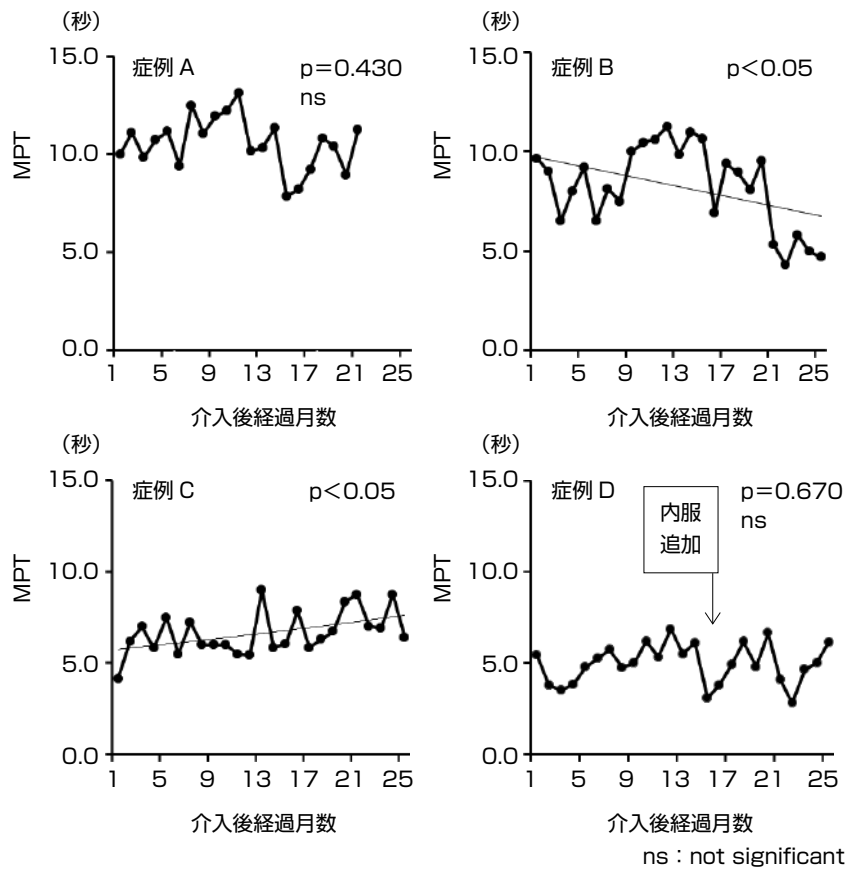 （秒）
15.0
10.0
5.0
0.0
MPT
症例 A
p＝0.430
ns
1 5 9 13 17 21 25
介入後経過月数
（秒）
15.0
10.0
5.0
0.0
MPT
症例 B
p＜0.05
1 5 9 13 17 21 25
介入後経過月数
（秒）
15.0
10.0
5.0
0.0
MPT
症例 C
p＜0.05
1 5 9 13 17 21 25
介入後経過月数
（秒）
15.0
10.0
5.0
0.0
MPT
症例 D
内服
追加
p＝0.670
ns
1 5 9 13 17 21 25
介入後経過月数
ns：not significant